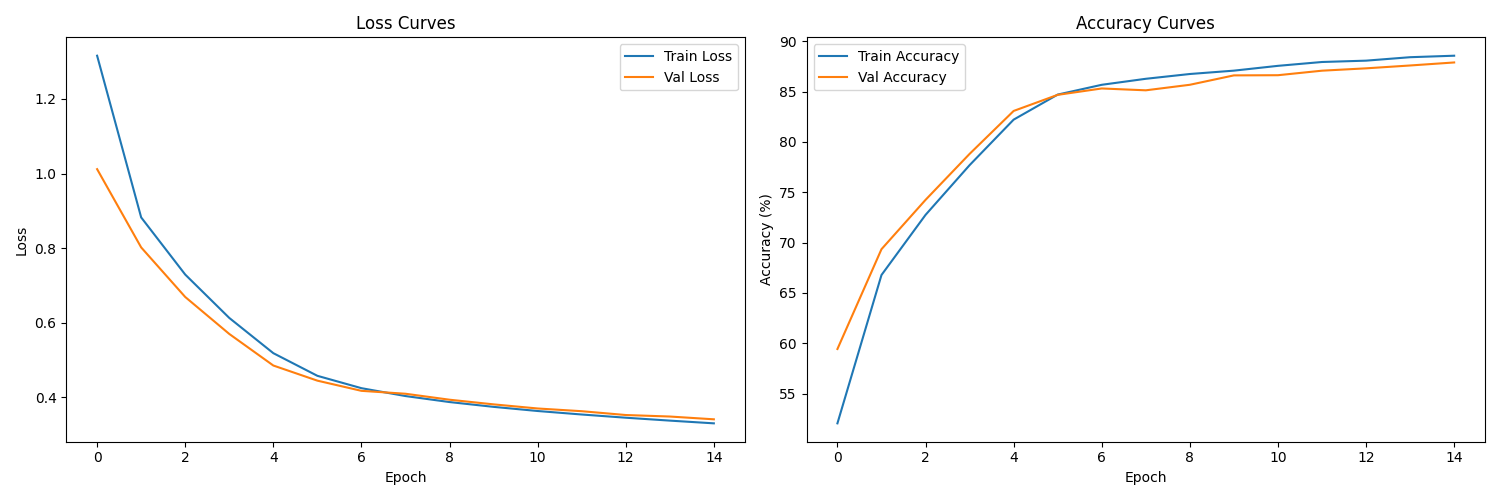 Loss Curves
Train Loss
Val Loss
1.2
1.0
0.8
0.6
0.4
Loss
0 2 4 6 8 10 12 14
Epoch
Accuracy Curves
Train Accuracy
Val Accuracy
90
85
80
75
70
65
60
55
Accuracy (%)
0 2 4 6 8 10 12 14
Epoch